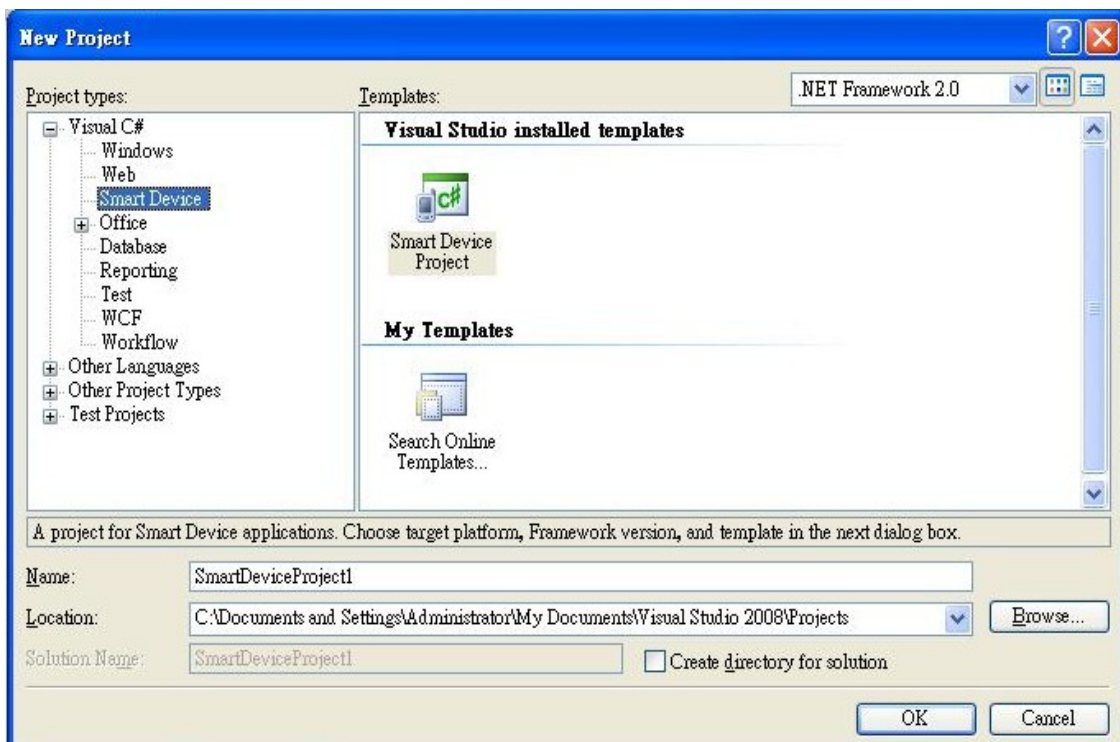 New Project
Project types:
Templates:
.NET Framework 2.0
Visual C#
Windows
Web
Smart Device
Office
Database
Reporting
Test
WCF
Workflow
Other Languages
Other Project Types
Test Projects
Visual Studio installed templates
C#
Smart Device
Project
My Templates
Search Online
Templates...
A project for Smart Device applications. Choose target platform, Framework version, and template in the next dialog box.
Name:
SmartDeviceProject1
Location:
C:\Documents and Settings\Administrator\My Documents\Visual Studio 2008\Projects
Browse...
Solution Name:
SmartDeviceProject1
Create directory for solution
OK
Cancel